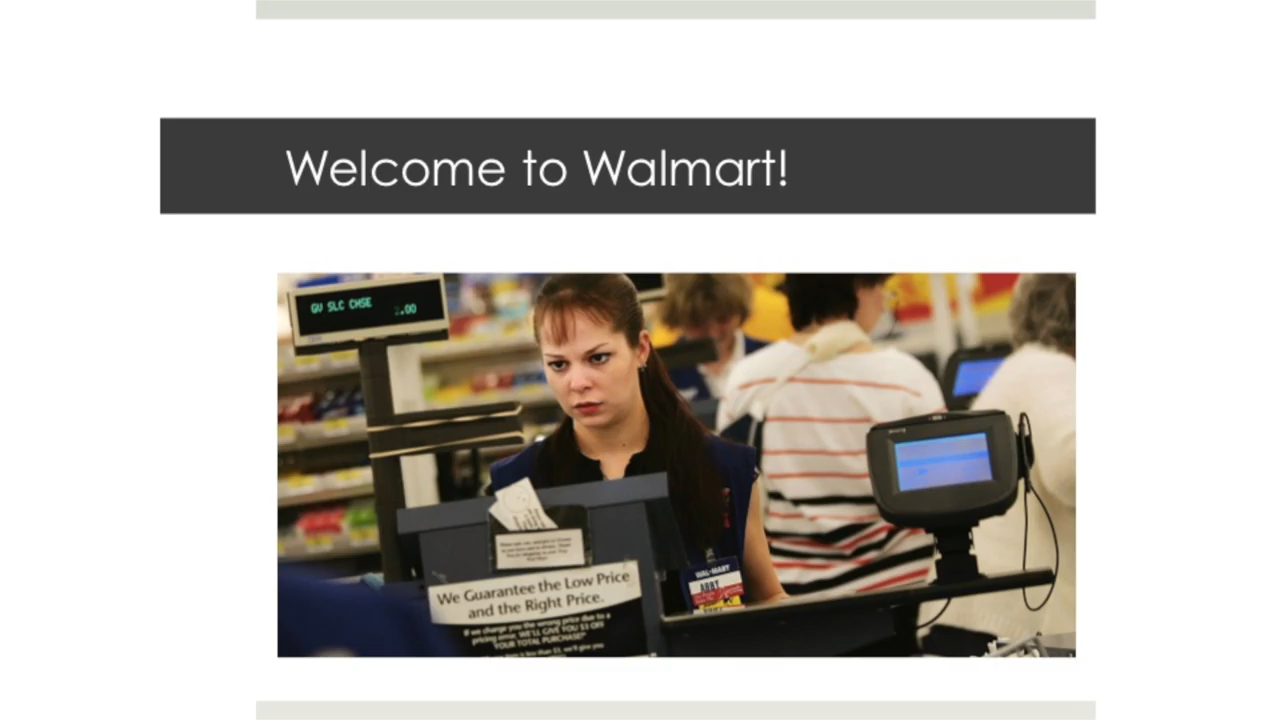 Welcome to Walmart!
GV SLC CHSE .00
We Guarantee the Low Price
and the Right Price.
If we charge you the wrong price due to a
pricing error, WE'LL GIVE YOU $3 OFF
YOUR TOTAL PURCHASE!*
WAL-MART
ABBY